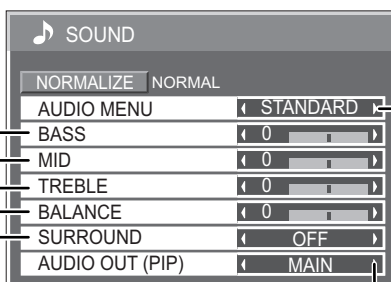 SOUND
NORMALIZE NORMAL
AUDIO MENU STANDARD
BASS 0
MID 0
TREBLE 0
BALANCE 0
SURROUND OFF
AUDIO OUT (PIP) MAIN